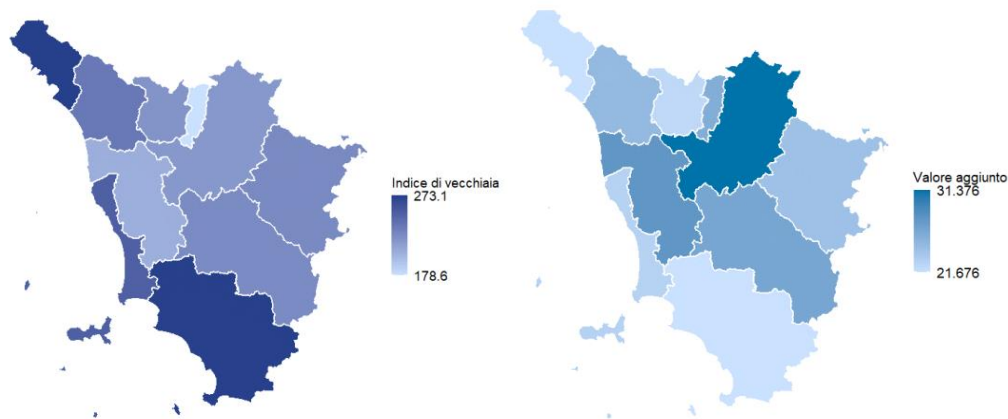 Indice di vecchiaia
273.1
178.6
Valore aggiunto
31.376
21.676